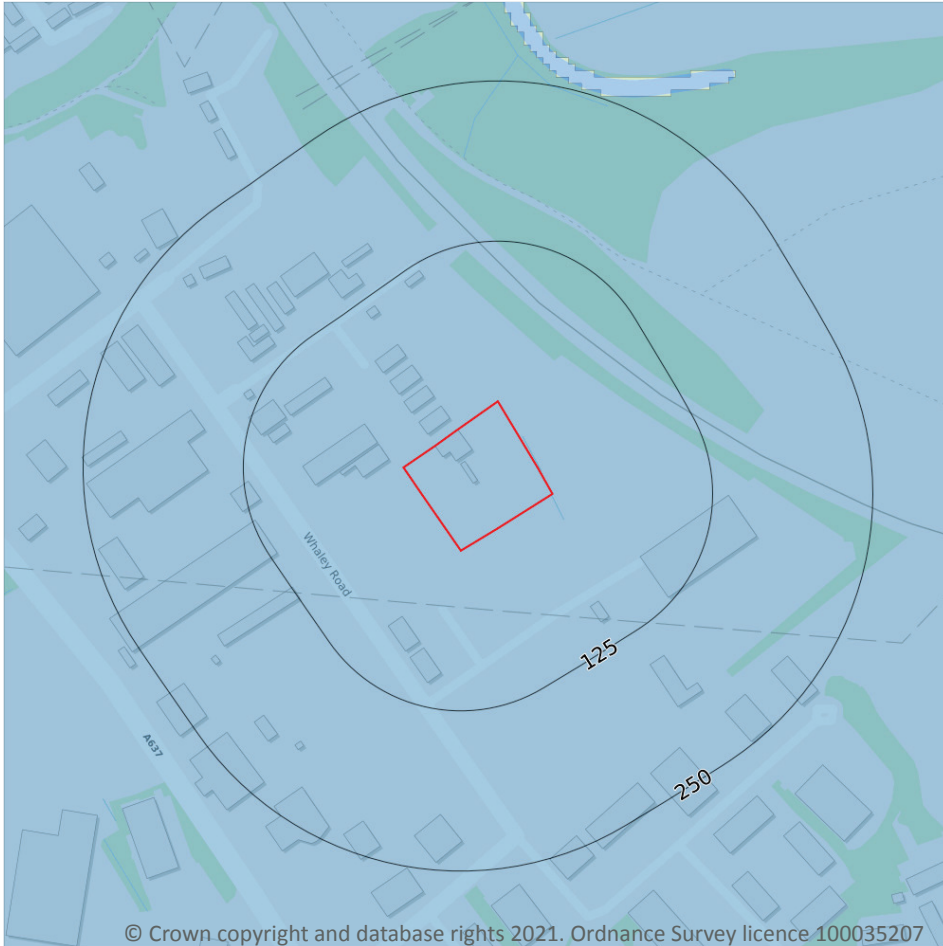 Whaley Road
125
A637
250
© Crown copyright and database rights 2021. Ordnance Survey licence 100035207